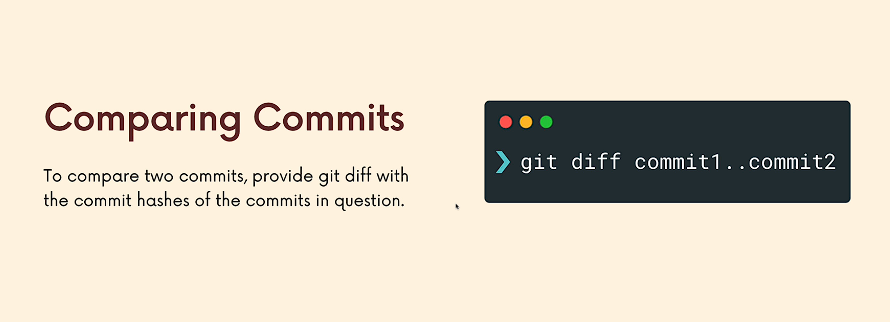 Comparing Commits
To compare two commits, provide git diff with
the commit hashes of the commits in question.
❯ git diff commit1..commit2